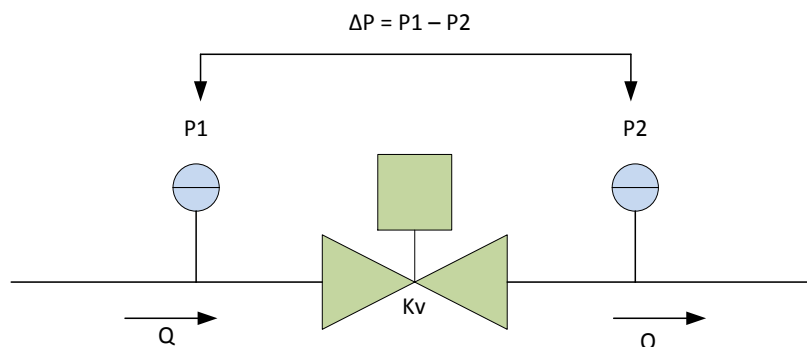 ΔP = P1 – P2
P1
P2
Kv
Q
Q